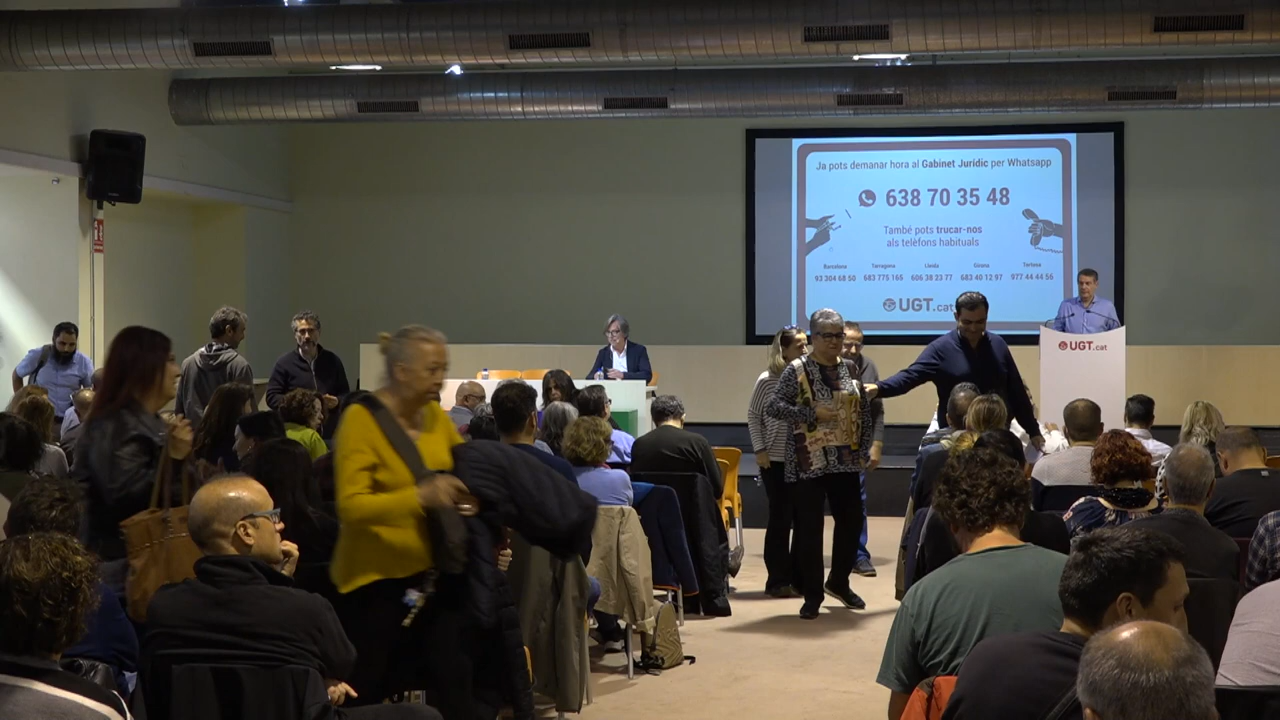 Ja pots demanar hora al Gabinet Jurídic per Whatsapp
638 70 35 48
També pots trucar-nos
als telèfons habituals
Barcelona Tarragona Lleida Girona Tortosa
93 304 68 50 683 775 165 606 38 23 77 683 40 12 97 977 44 44 56
UGT.cat
UGT.cat